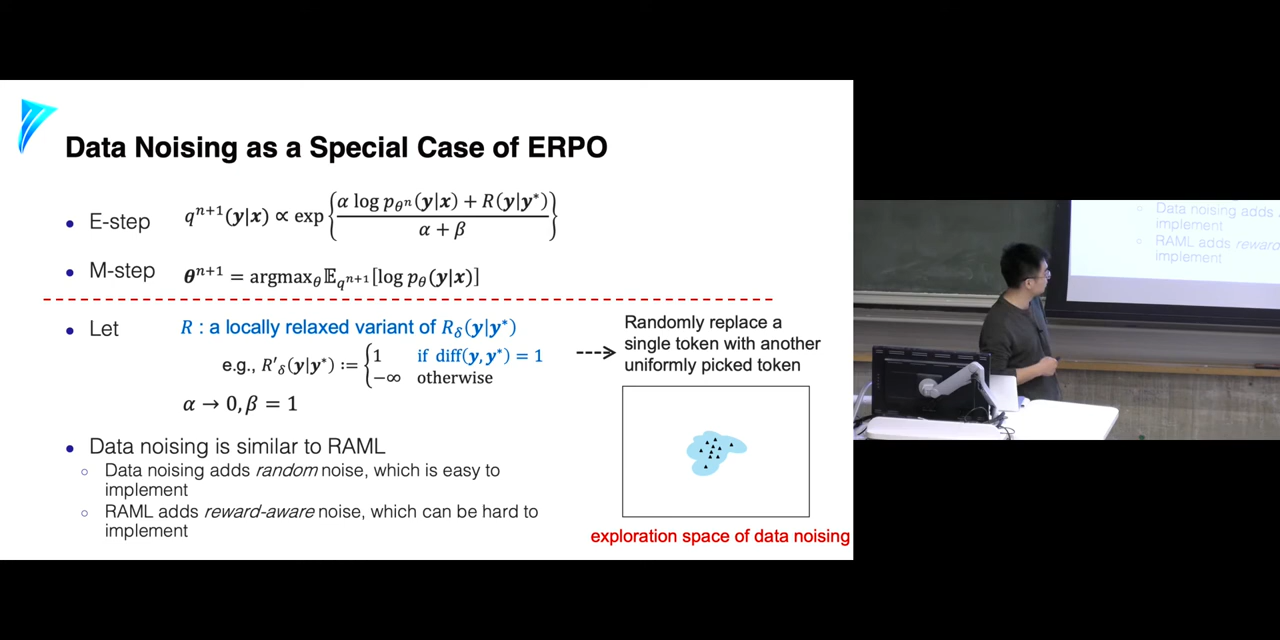 Data Noising as a Special Case of ERPO
• E-step qⁿ⁺¹(y|x) ∝ exp { (α log p_θⁿ(y|x) + R(y|y*)) / (α + β) }
• M-step θⁿ⁺¹ = argmax_θ 𝔼_qⁿ⁺¹[log p_θ(y|x)]
• Let R : a locally relaxed variant of R_δ(y|y*)
e.g., R'_δ(y|y*) := { 1 if diff(y, y*) = 1
−∞ otherwise
α → 0, β = 1
Randomly replace a
single token with another
uniformly picked token
• Data noising is similar to RAML
○ Data noising adds random noise, which is easy to
implement
○ RAML adds reward-aware noise, which can be hard to
implement
exploration space of data noising
Data noising adds
implement
RAML adds reward
implement